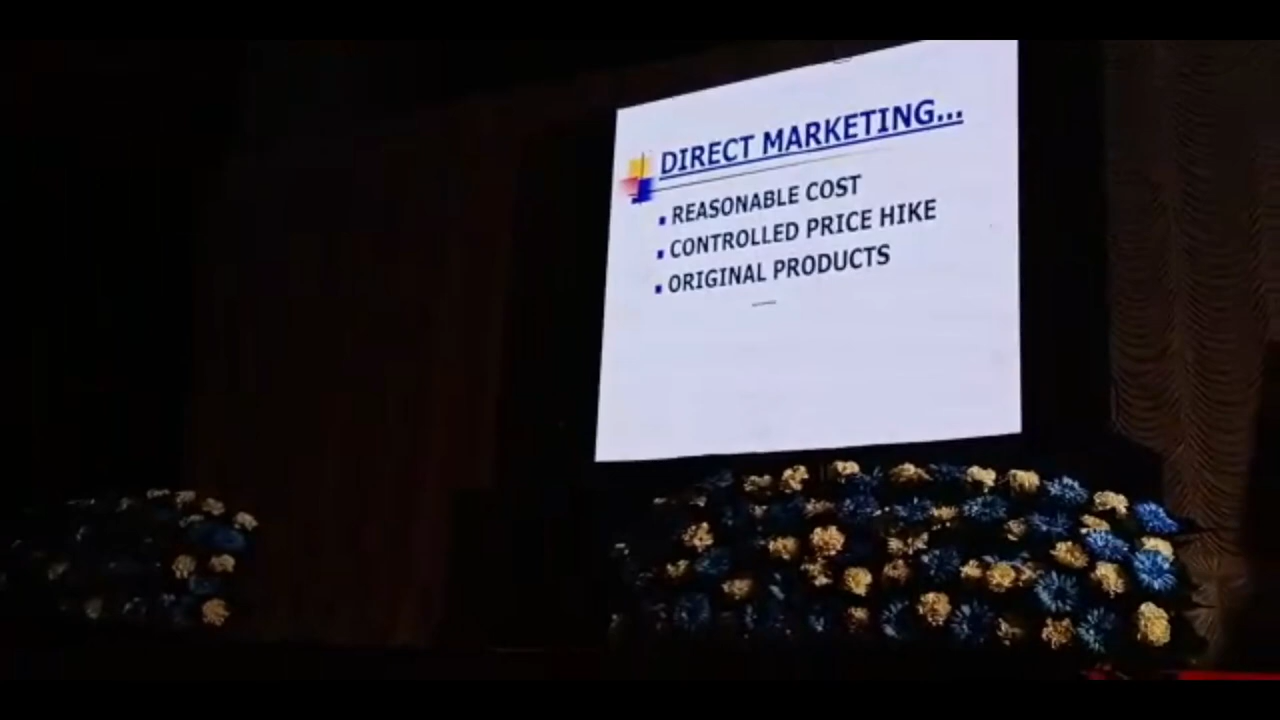 DIRECT MARKETING...
▪ REASONABLE COST
▪ CONTROLLED PRICE HIKE
▪ ORIGINAL PRODUCTS